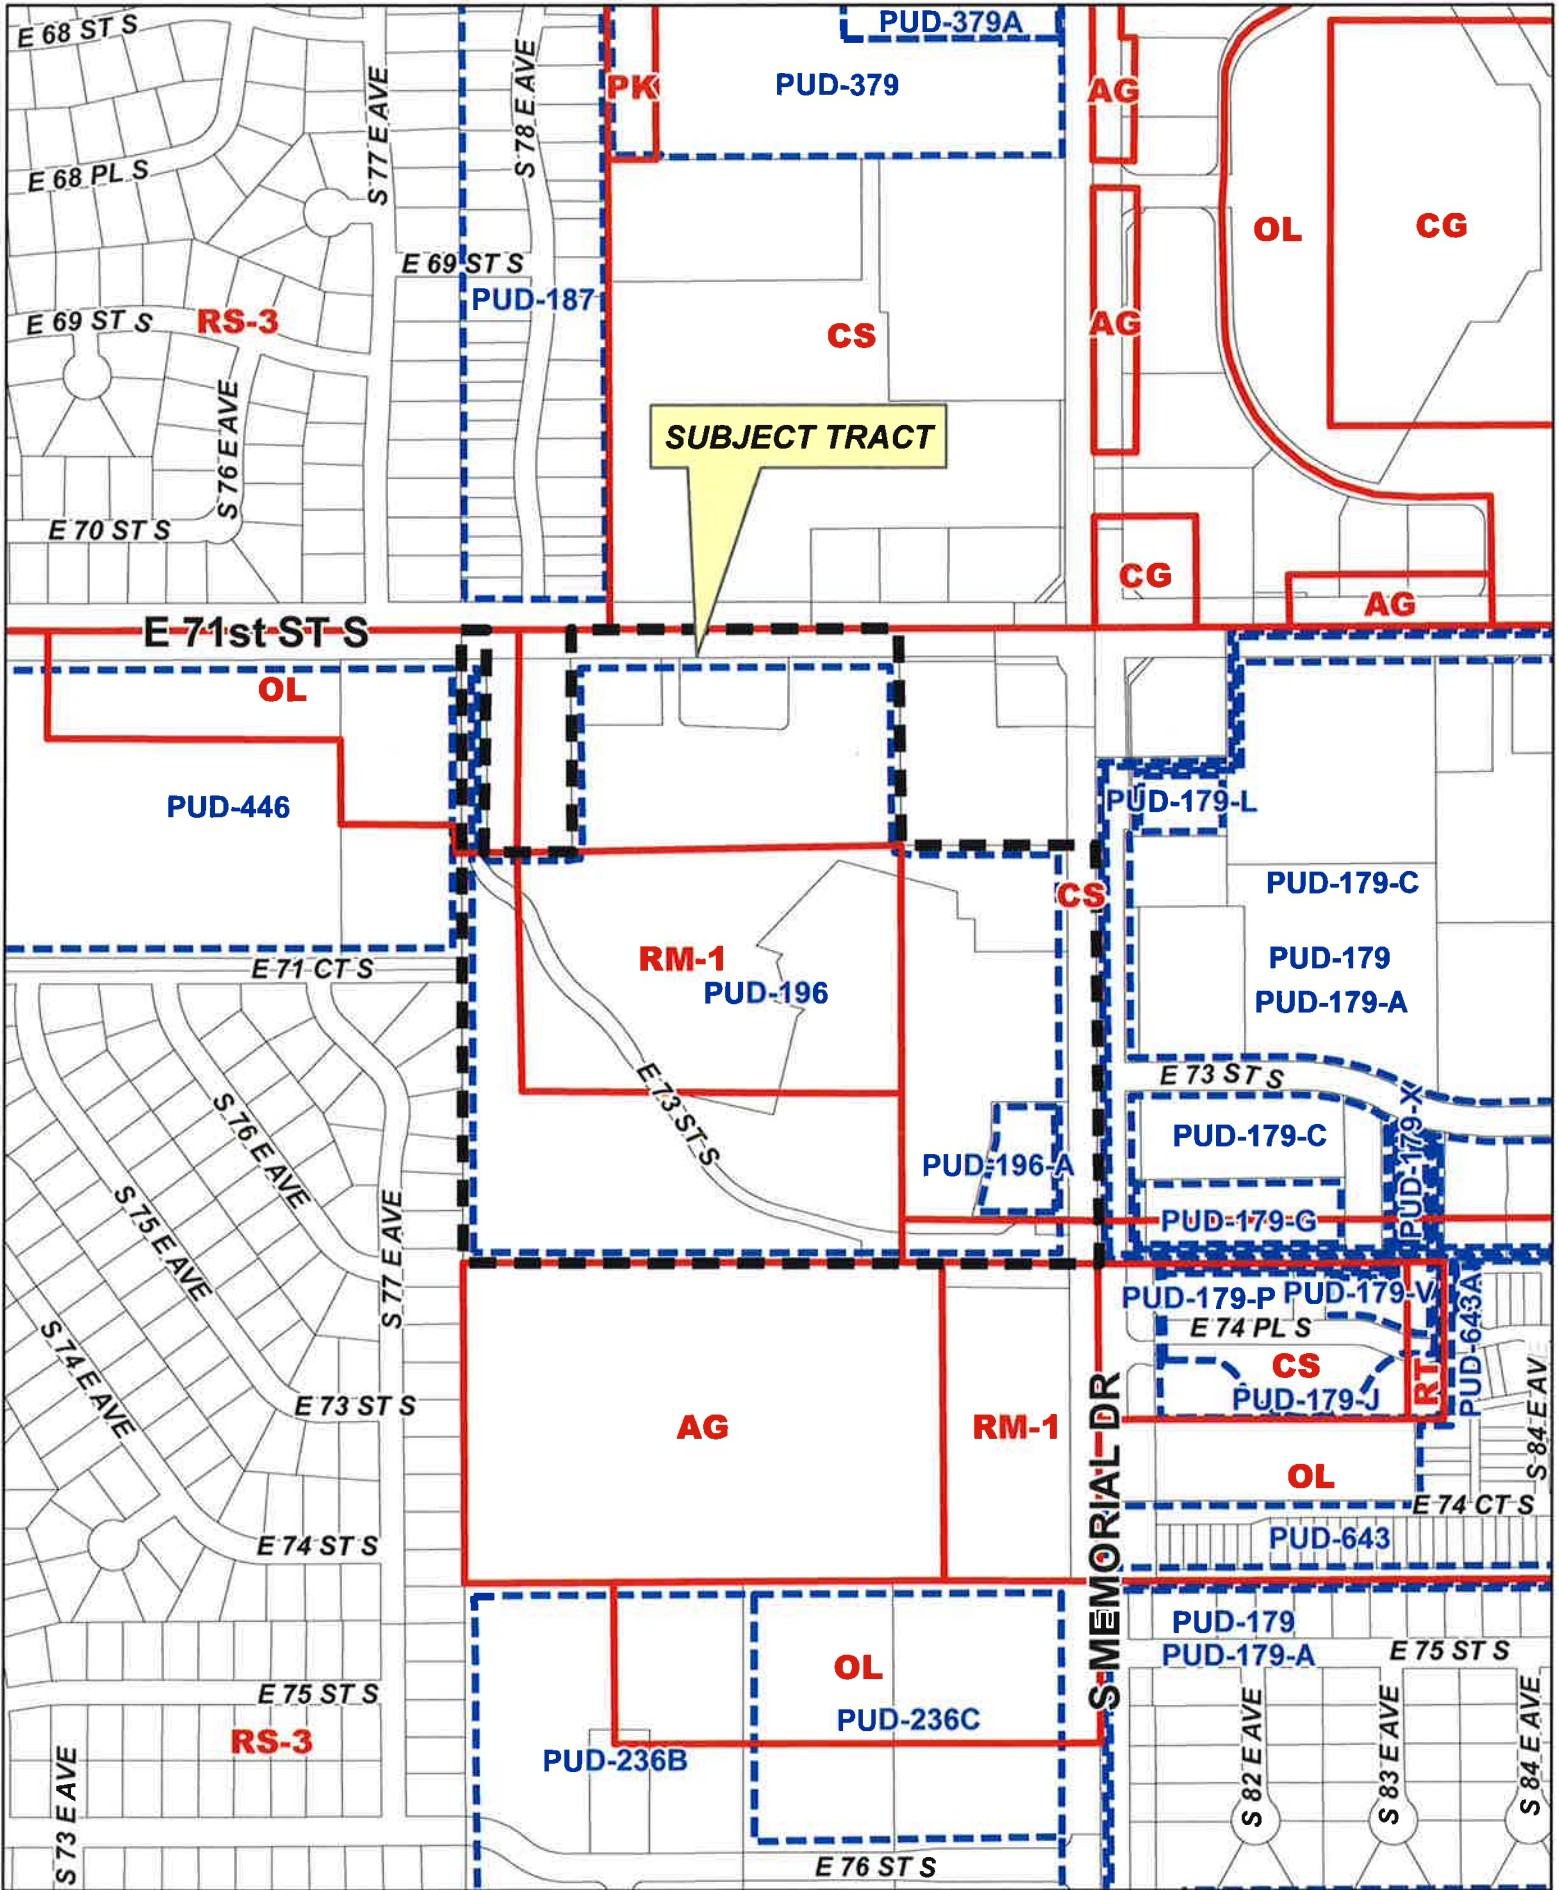 E 68 ST S
PUD-379A
PUD-379
PK
AG
S 77 E AVE
S 78 E AVE
E 68 PL S
OL
CG
E 69 ST S
PUD-187
E 69 ST S
RS-3
CS
AG
S 76 E AVE
SUBJECT TRACT
E 70 ST S
CG
AG
E 71st ST S
OL
PUD-446
PUD-179-L
PUD-179-C
CS
RM-1
PUD-196
PUD-179
PUD-179-A
E 71 CT S
E 73 ST S
E 73 ST S
PUD-179-C
PUD-179-X
S 76 E AVE
PUD-196-A
S 75 E AVE
PUD-179-G
S 77 E AVE
PUD-179-P
PUD-179-V
PUD-643A
E 74 PL S
S 74 E AVE
CS
RT
PUD-179-J
S 84 E AVE
E 73 ST S
AG
RM-1
OL
E 74 CT S
E 74 ST S
PUD-643
S MEMORIAL DR
PUD-179
PUD-179-A
E 75 ST S
OL
E 75 ST S
PUD-236C
RS-3
PUD-236B
S 73 E AVE
S 82 E AVE
S 83 E AVE
S 84 E AVE
E 76 ST S